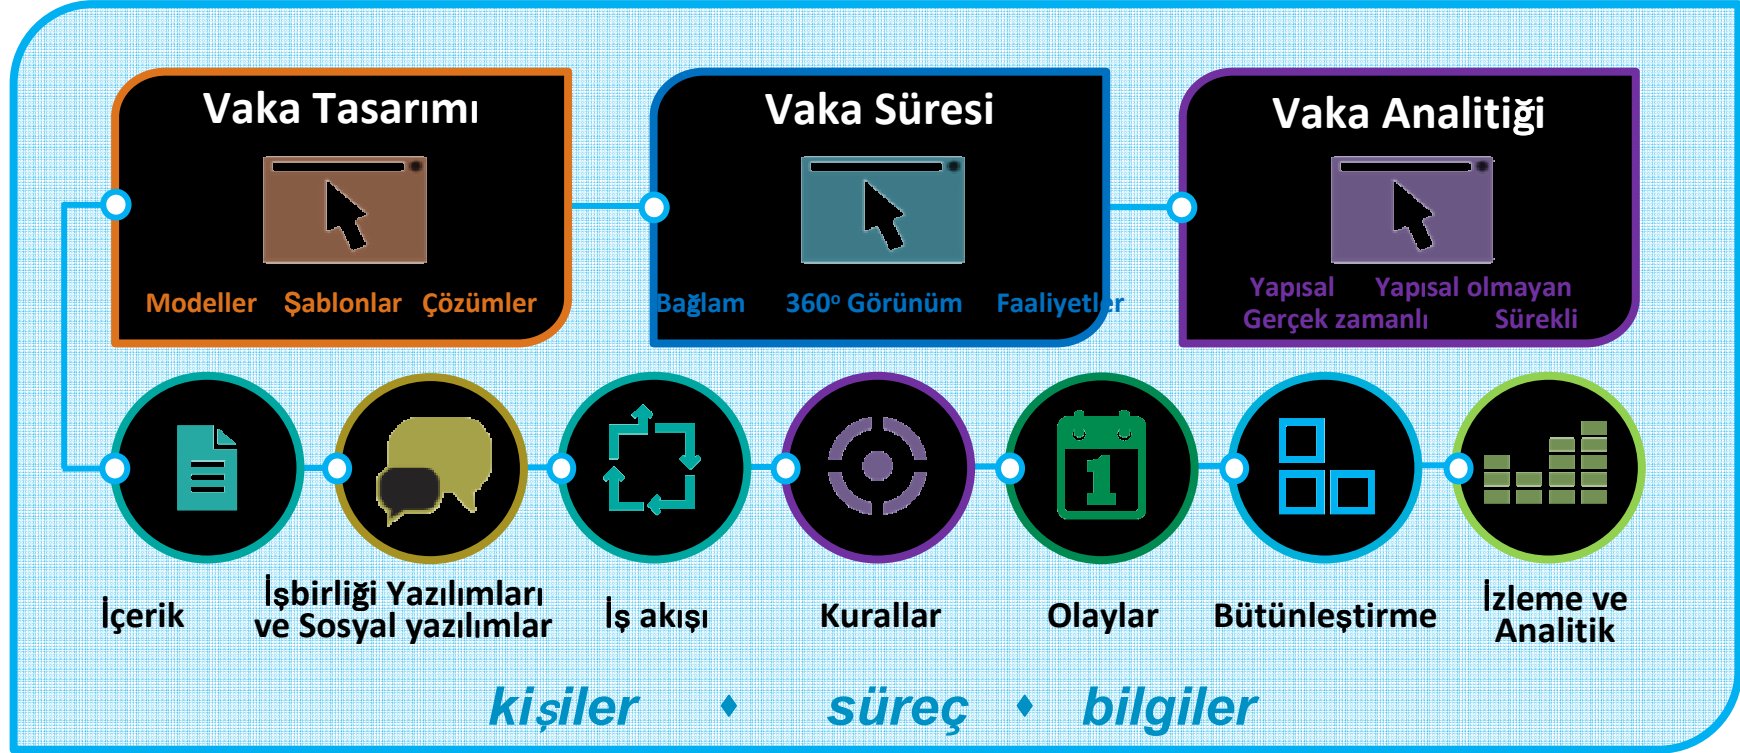 Vaka Tasarımı
Modeller Şablonlar Çözümler
Vaka Süresi
Bağlam 360º Görünüm Faaliyetler
Vaka Analitiği
Yapısal Yapısal olmayan
Gerçek zamanlı Sürekli
1
İçerik
İşbirliği Yazılımları
ve Sosyal yazılımlar
İş akışı
Kurallar
Olaylar
Bütünleştirme
İzleme ve
Analitik
kişiler ♦ süreç ♦ bilgiler